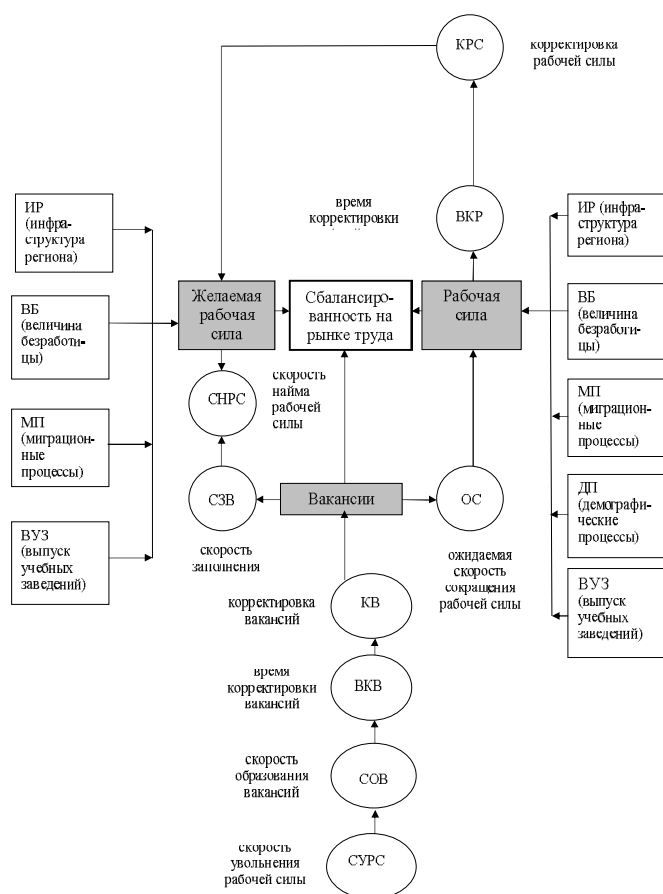 КРС
корректировка
рабочей силы
время
корректировки
ВКР
ИР
(инфра-
структура
региона)
ВБ
(величина
безработи-
цы)
МП
(миграцион-
ные
процессы)
ВУЗ
(выпуск
учебных
заведений)
Желаемая
рабочая
сила
Сбалансиро-
ванность на
рынке труда
Рабочая
сила
ИР (инфра-
структура
региона)
ВБ
(величина
безработи-
цы)
МП
(миграцион-
ные
процессы)
ДП
(демографи-
ческие
процессы)
ВУЗ
(выпуск
учебных
заведений)
СНРС
скорость
найма
рабочей
силы
СЗВ
Вакансии
ОС
скорость
заполнения
ожидаемая
скорость
сокращения
рабочей силы
корректировка
вакансий
КВ
время
корректировки
вакансий
ВКВ
скорость
образования
вакансий
СОВ
скорость
увольнения
рабочей силы
СУРС